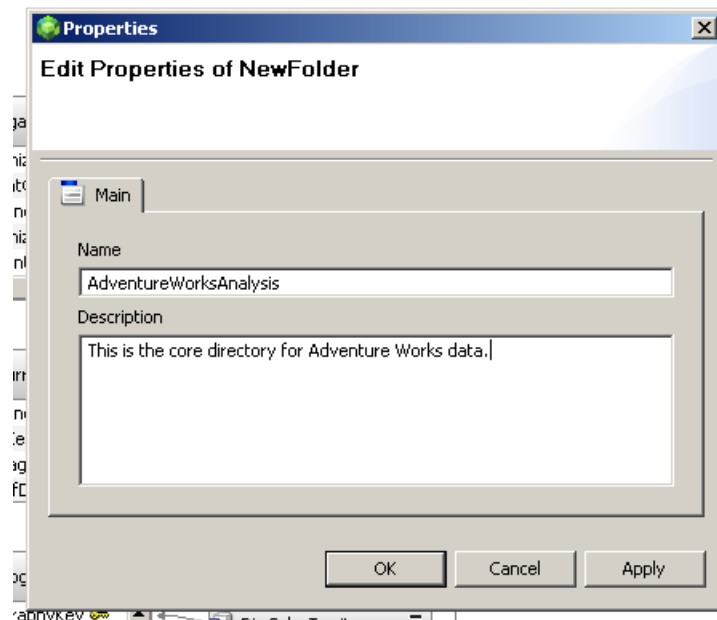 Properties
Edit Properties of NewFolder
Main
Name
AdventureWorksAnalysis
Description
This is the core directory for Adventure Works data.
OK
Cancel
Apply